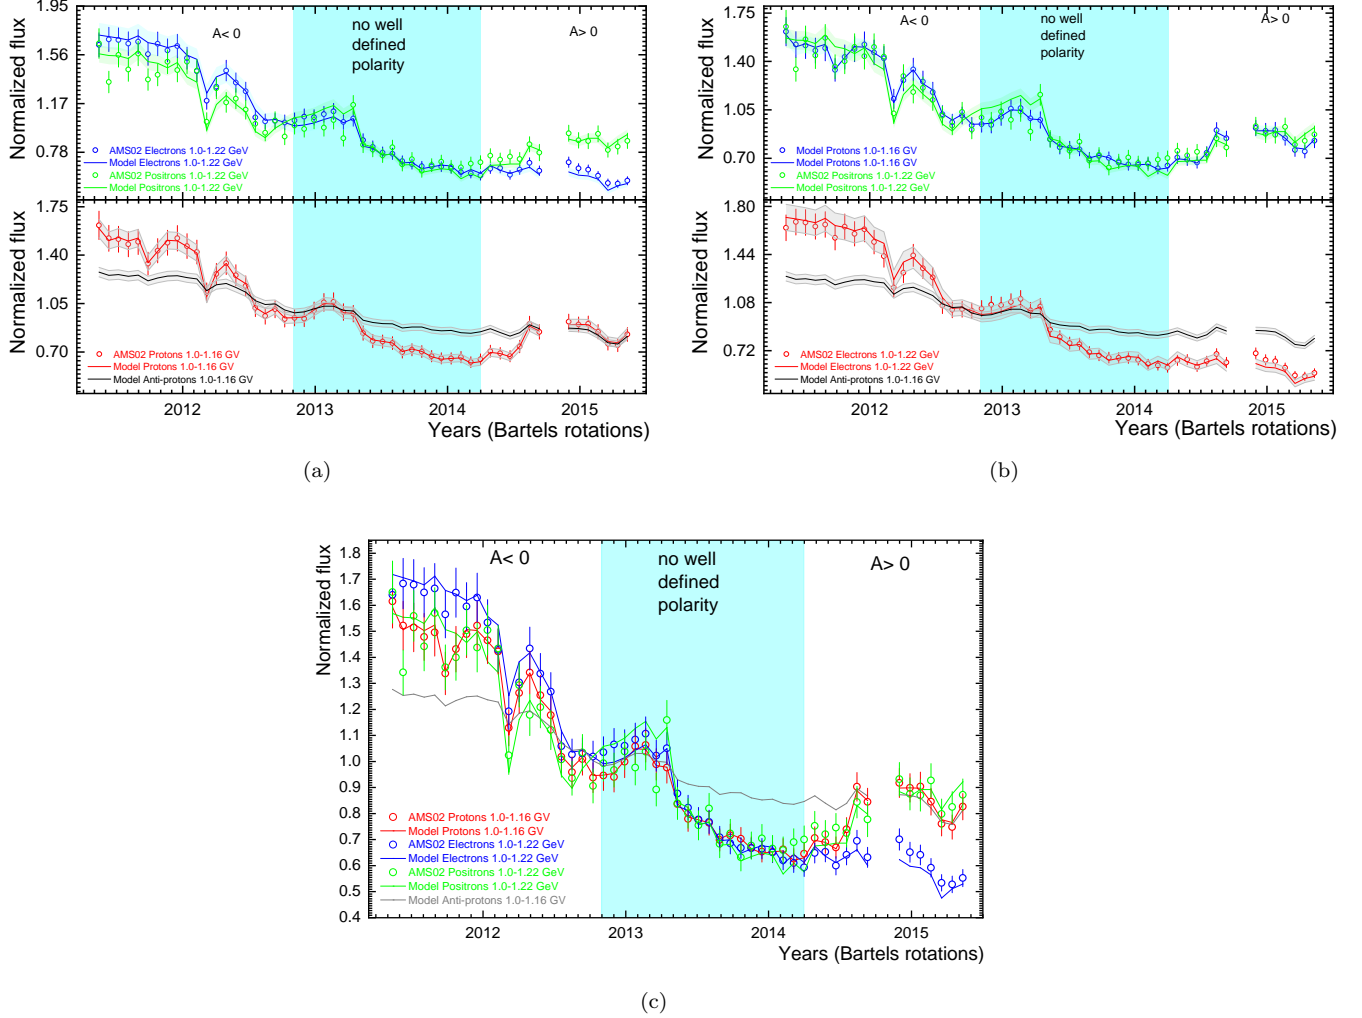 1.95
1.56
1.17
0.78
Normalized flux
A< 0
no well
defined
polarity
A> 0
AMS02 Electrons 1.0-1.22 GeV
Model Electrons 1.0-1.22 GeV
AMS02 Positrons 1.0-1.22 GeV
Model Positrons 1.0-1.22 GeV
1.75
1.40
1.05
0.70
Normalized flux
AMS02 Protons 1.0-1.16 GV
Model Protons 1.0-1.16 GV
Model Anti-protons 1.0-1.16 GV
2012
2013
2014
2015
Years (Bartels rotations)
(a)
1.75
1.40
1.05
0.70
Normalized flux
A< 0
no well
defined
polarity
A> 0
Model Protons 1.0-1.16 GV
Model Protons 1.0-1.16 GV
AMS02 Positrons 1.0-1.22 GeV
Model Positrons 1.0-1.22 GeV
1.80
1.44
1.08
0.72
Normalized flux
AMS02 Electrons 1.0-1.22 GeV
Model Electrons 1.0-1.22 GeV
Model Anti-protons 1.0-1.16 GV
2012
2013
2014
2015
Years (Bartels rotations)
(b)
1.8
1.7
1.6
1.5
1.4
1.3
1.2
1.1
1.0
0.9
0.8
0.7
0.6
0.5
0.4
Normalized flux
A< 0
no well
defined
polarity
A> 0
AMS02 Protons 1.0-1.16 GV
Model Protons 1.0-1.16 GV
AMS02 Electrons 1.0-1.22 GeV
Model Electrons 1.0-1.22 GeV
AMS02 Positrons 1.0-1.22 GeV
Model Positrons 1.0-1.22 GeV
Model Anti-protons 1.0-1.16 GV
2012
2013
2014
2015
Years (Bartels rotations)
(c)